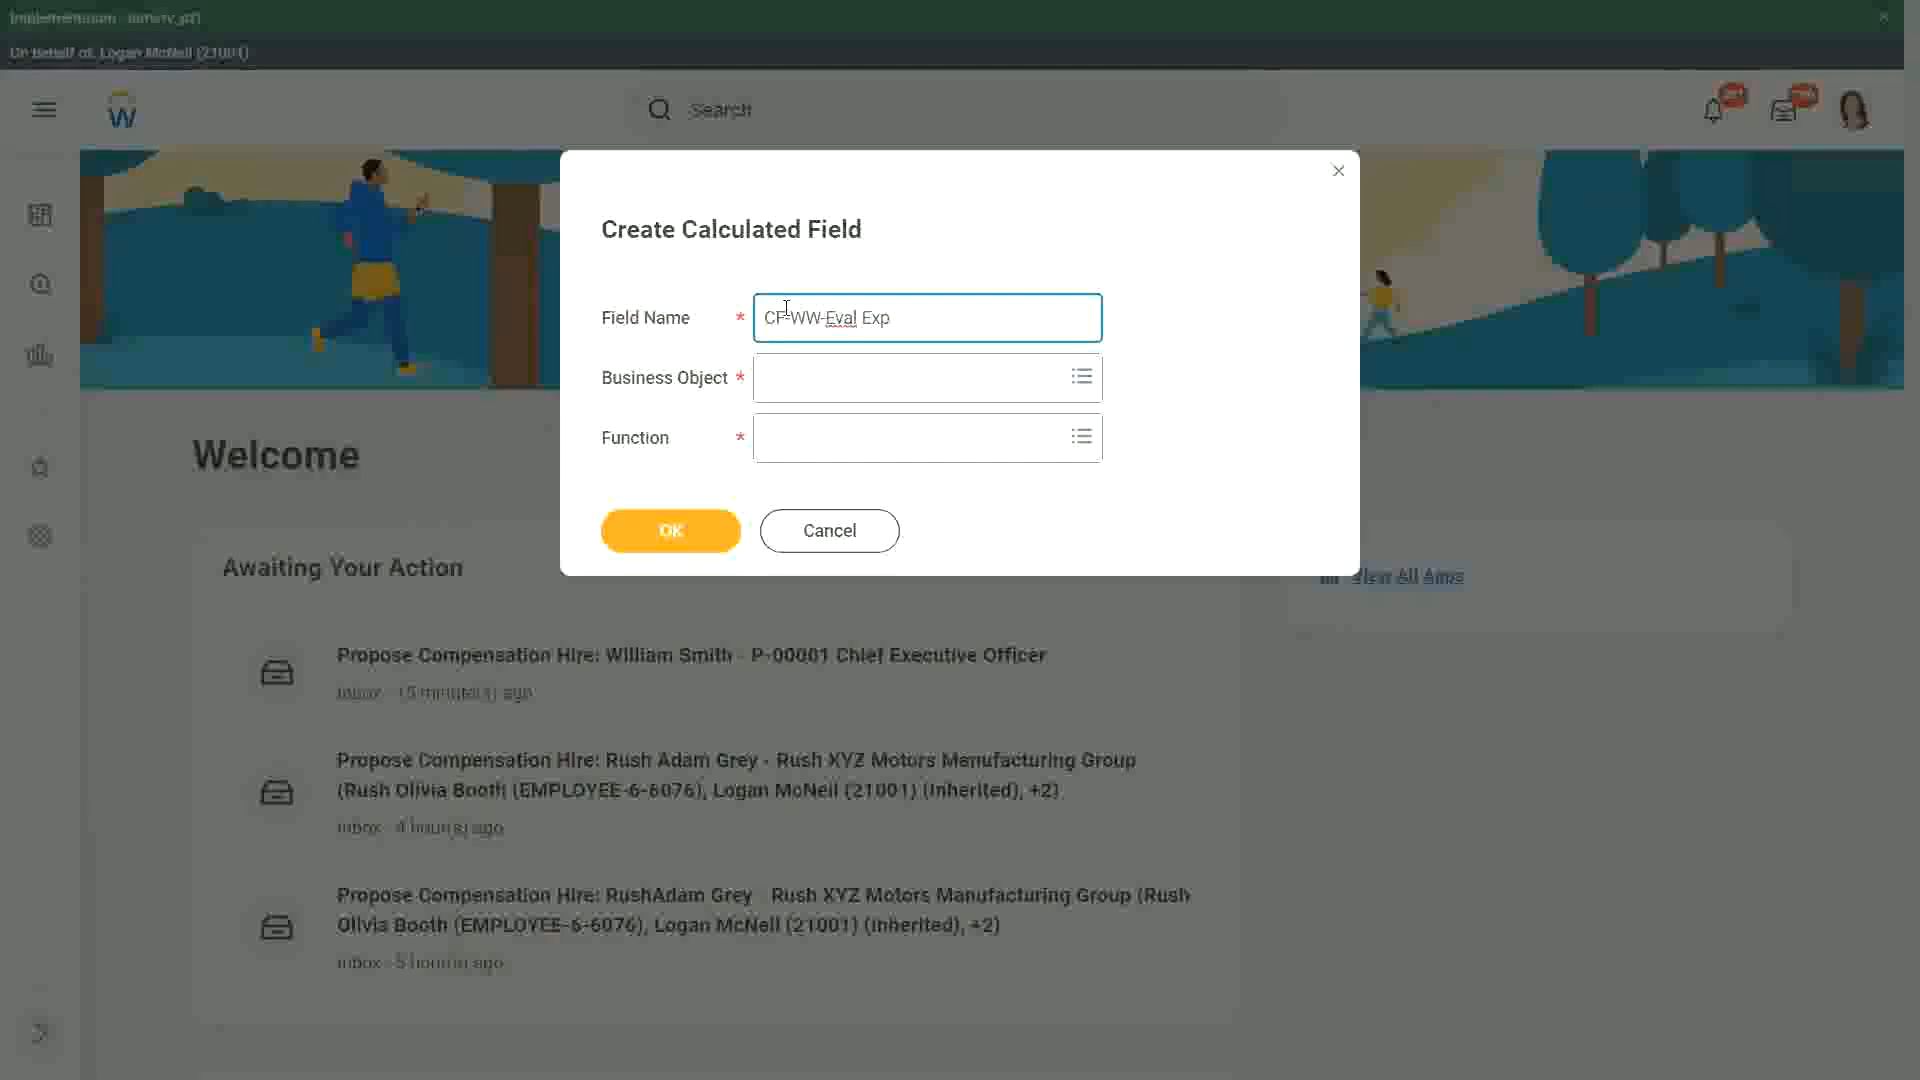 On behalf of: Logan McNeil (21001)
W
Search
Create Calculated Field
Field Name * CF-WW-Eval Exp
Business Object *
Function *
OK
Cancel
Welcome
Awaiting Your Action
View All Apps
Propose Compensation Hire: William Smith - P-00001 Chief Executive Officer
Inbox - 15 minute(s) ago
Propose Compensation Hire: Rush Adam Grey - Rush XYZ Motors Manufacturing Group
(Rush Olivia Booth (EMPLOYEE-6-6076), Logan McNeil (21001) (Inherited), +2)
Inbox - 4 hour(s) ago
Propose Compensation Hire: RushAdam Grey - Rush XYZ Motors Manufacturing Group (Rush
Olivia Booth (EMPLOYEE-6-6076), Logan McNeil (21001) (Inherited), +2)
Inbox - 5 hour(s) ago